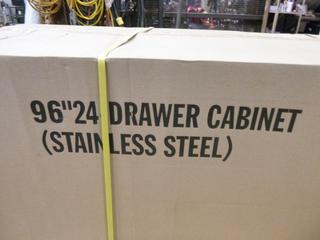 96"24 DRAWER CABINET
(STAINLESS STEEL)